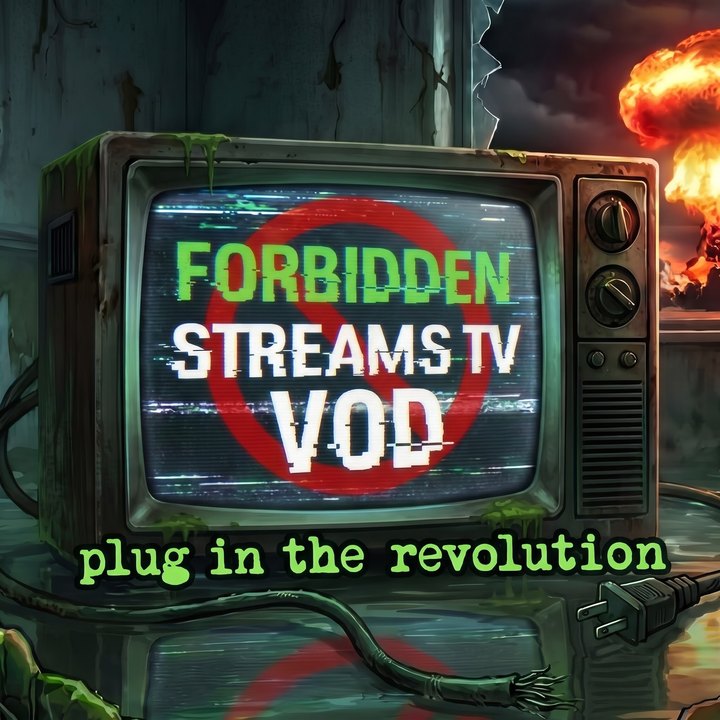 FORBIDDEN
STREAMS TV
VOD
plug in the revolution